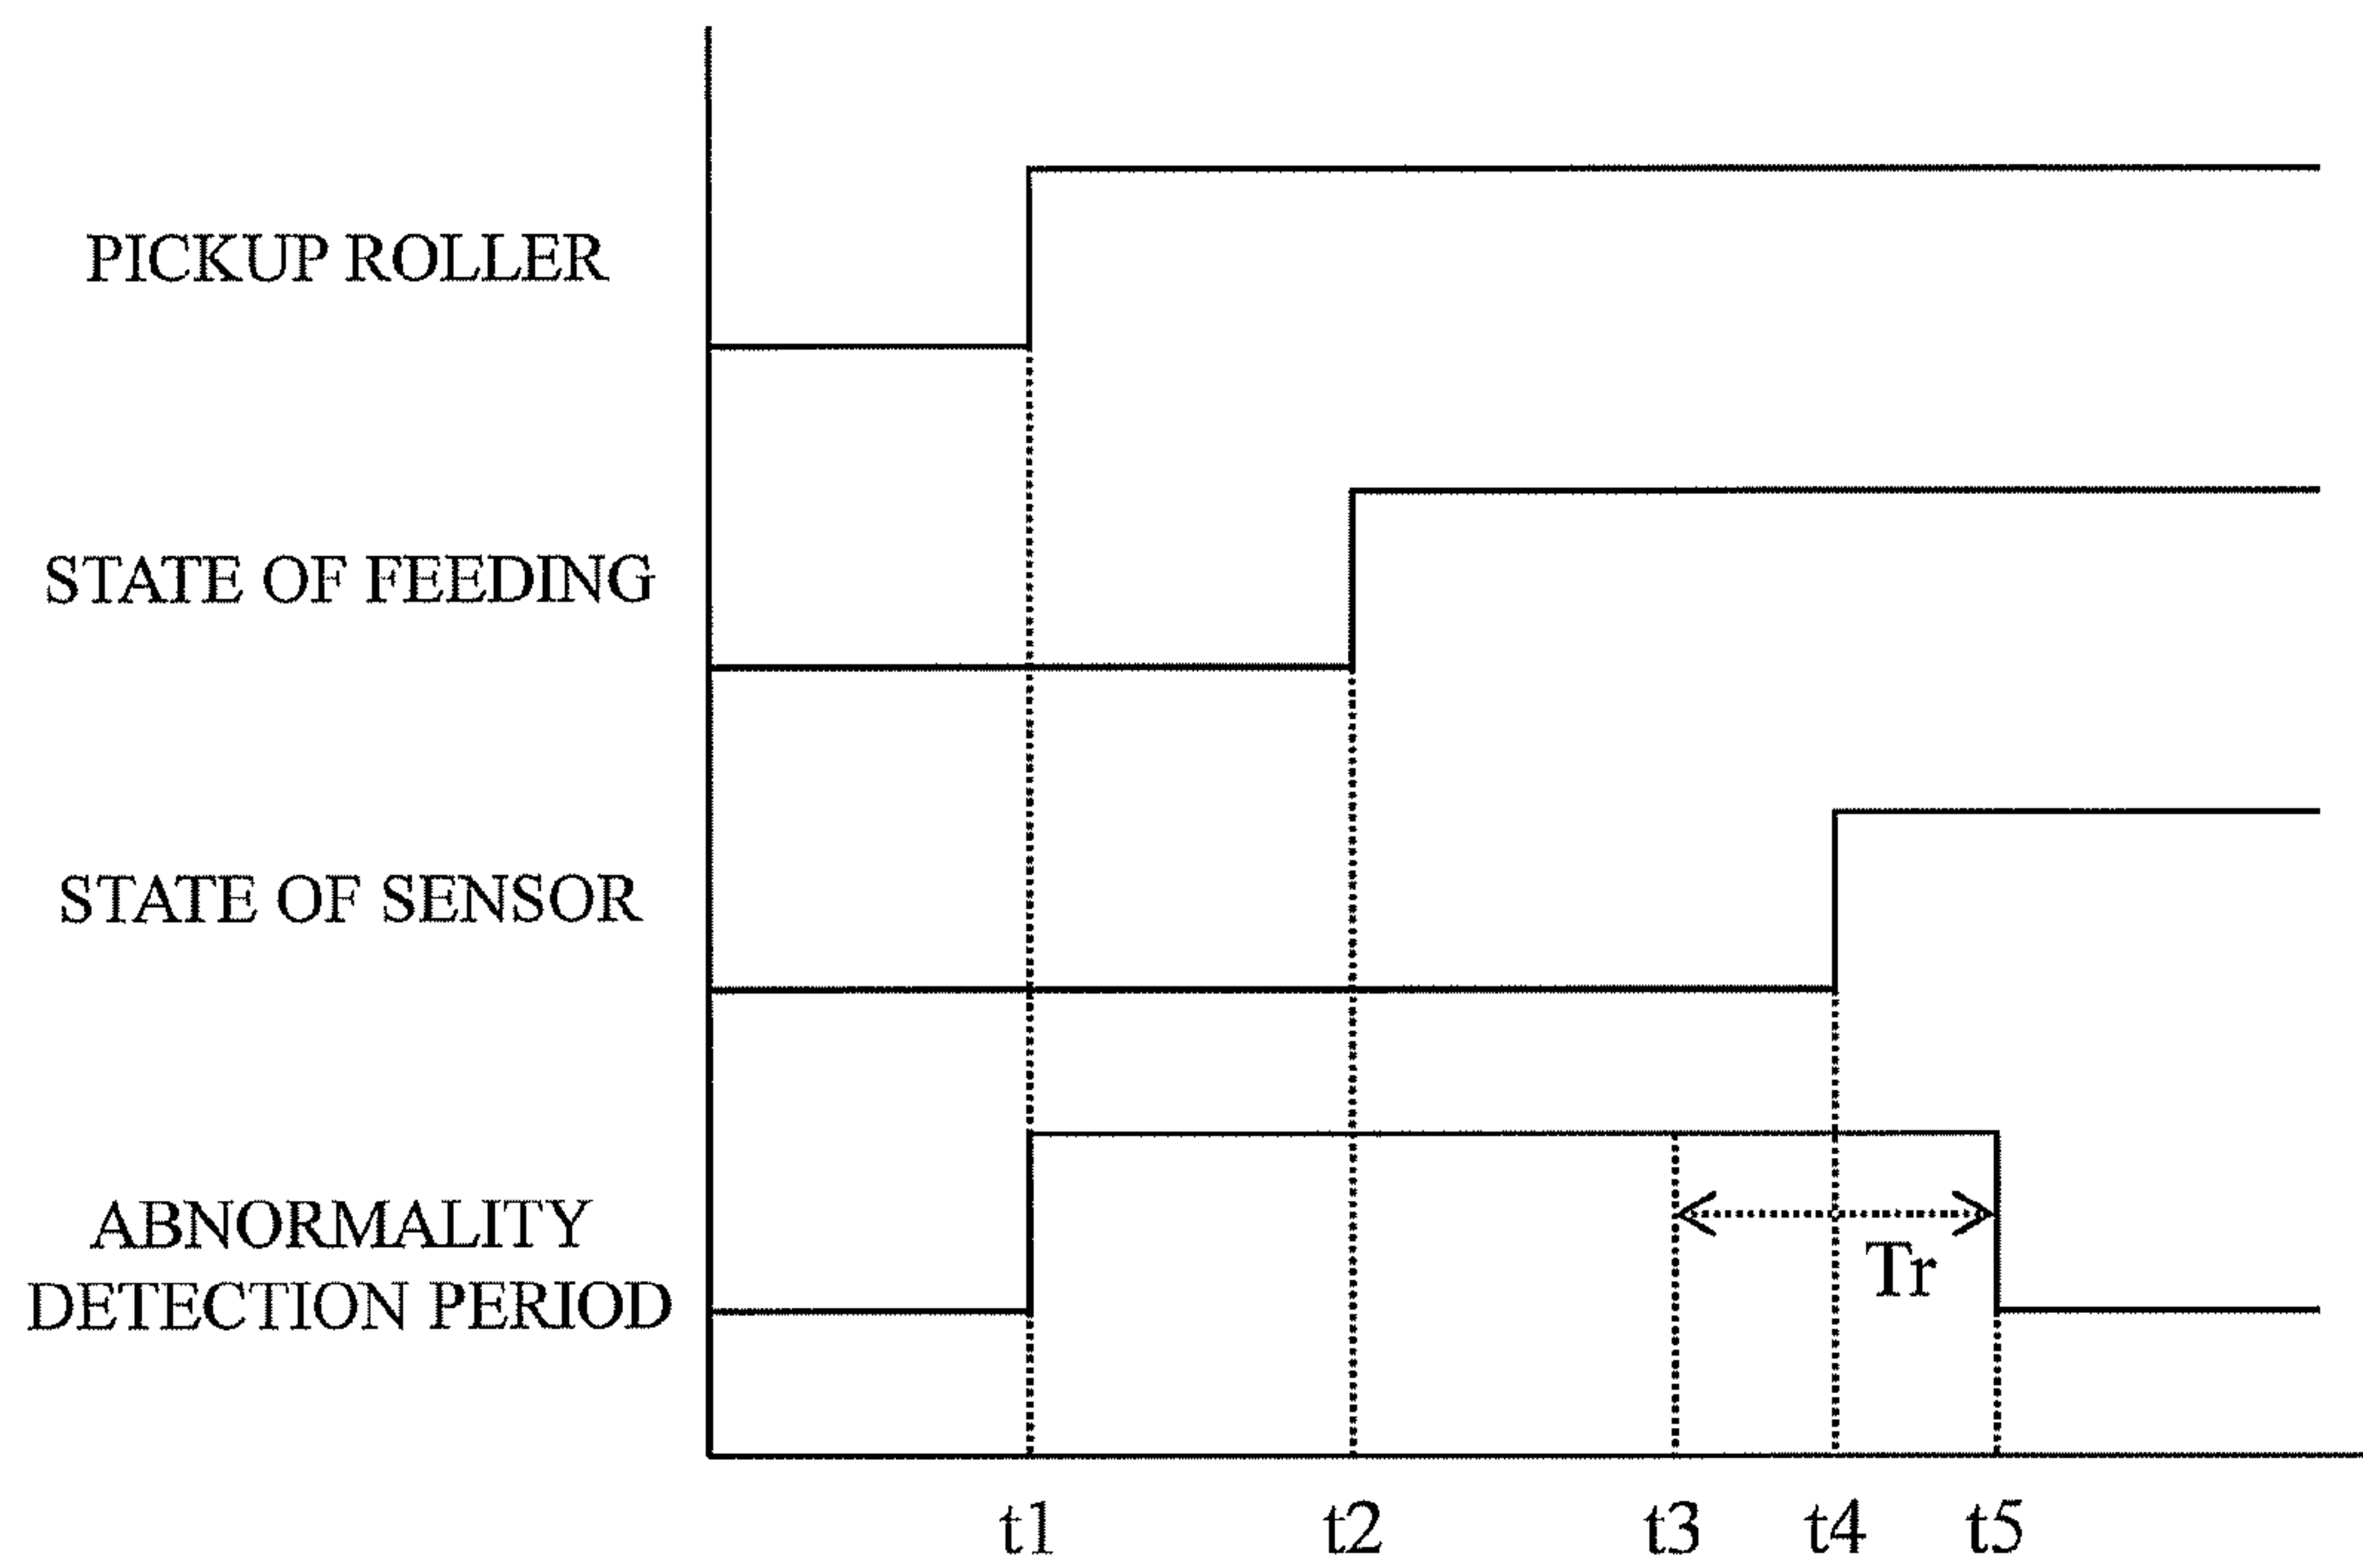 PICKUP ROLLER
STATE OF FEEDING
STATE OF SENSOR
ABNORMALITY
DETECTION PERIOD
Tr
t1 t2 t3 t4 t5